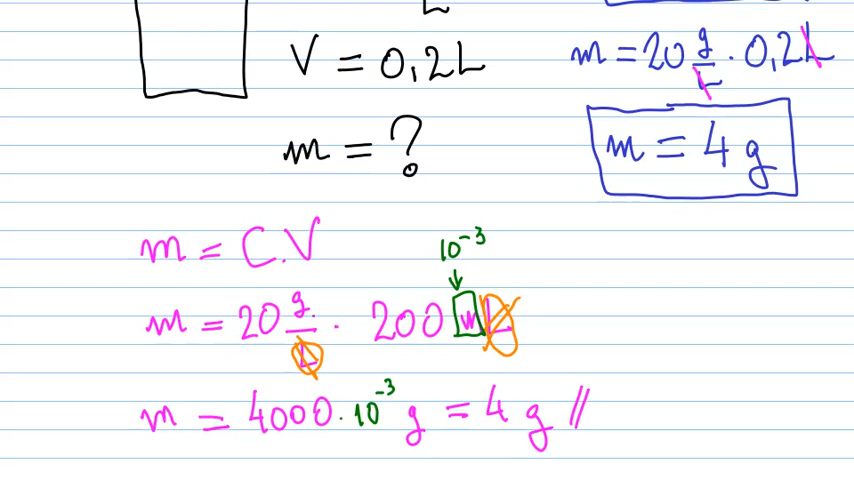 V = 0,2L
m = 20 g/L . 0,2L
m = ?
m = 4 g
m = C.V
10⁻³
m = 20 g/L . 200 mL
m = 4000 . 10⁻³ g = 4 g //